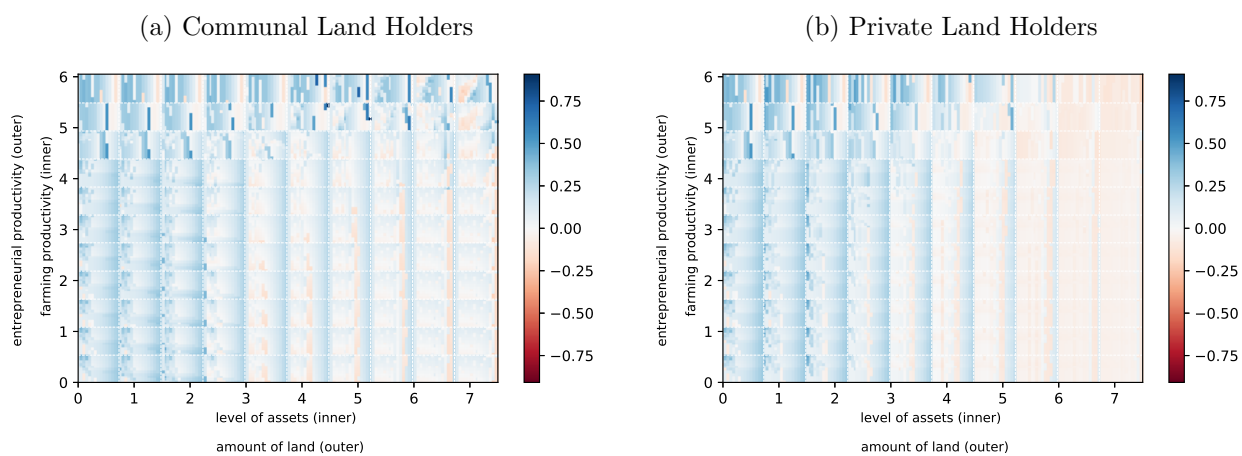 (a) Communal Land Holders
6
5
4
3
2
1
0
0 1 2 3 4 5 6 7
entrepreneurial productivity (outer)
farming productivity (inner)
level of assets (inner)
amount of land (outer)
0.75
0.50
0.25
0.00
−0.25
−0.50
−0.75
(b) Private Land Holders
6
5
4
3
2
1
0
0 1 2 3 4 5 6 7
entrepreneurial productivity (outer)
farming productivity (inner)
level of assets (inner)
amount of land (outer)
0.75
0.50
0.25
0.00
−0.25
−0.50
−0.75